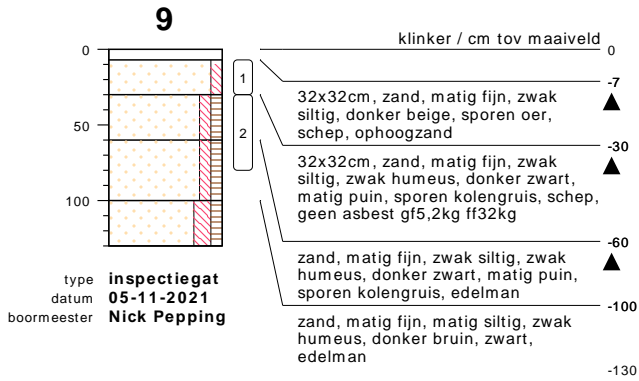 9
klinker / cm tov maaiveld
0
0
-7
1
32x32cm, zand, matig fijn, zwak
siltig, donker beige, sporen oer,
schep, ophoogzand
-30
50
2
32x32cm, zand, matig fijn, zwak
siltig, zwak humeus, donker zwart,
matig puin, sporen kolengruis, schep,
geen asbest gf5,2kg ff32kg
-60
100
zand, matig fijn, zwak siltig, zwak
humeus, donker zwart, matig puin,
sporen kolengruis, edelman
-100
zand, matig fijn, matig siltig, zwak
humeus, donker bruin, zwart,
edelman
-130
type inspectiegat
datum 05-11-2021
boormeester Nick Pepping